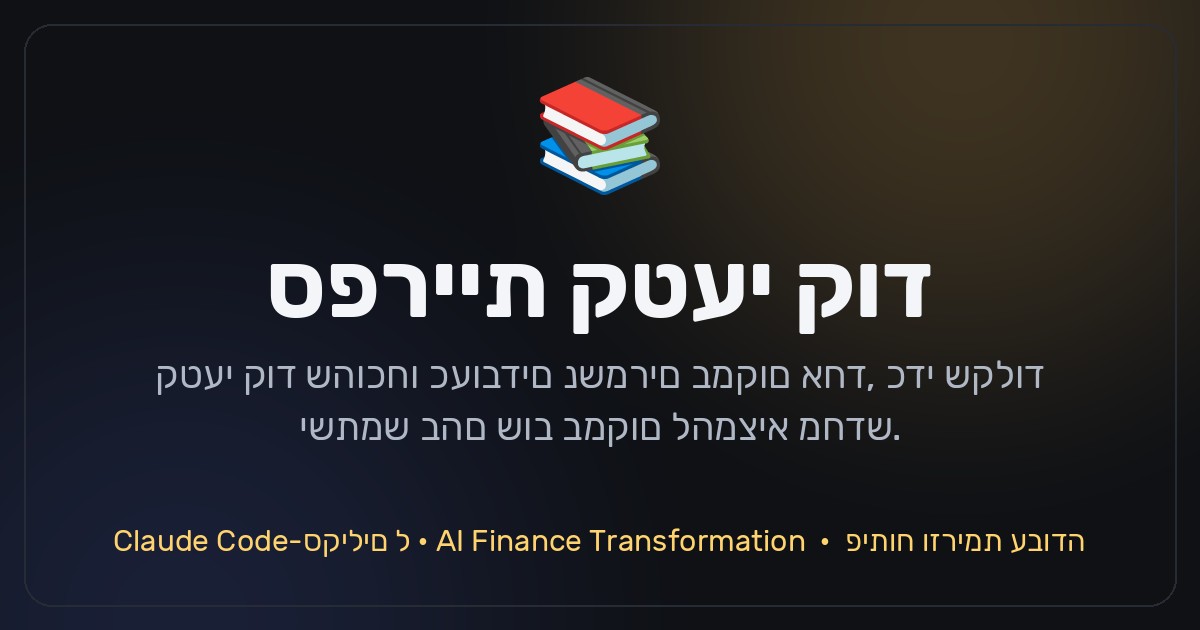 ספריית קטעי קוד
קטעי קוד שהוכחו כעובדים נשמרים במקום אחד, כדי שקלוד
ישתמש בהם שוב במקום להמציא מחדש.
Claude Code-סקילים ל • AI Finance Transformation • פיתוח וזרימת עבודה